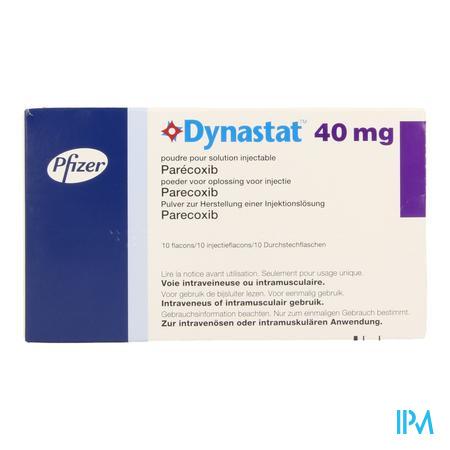 Pfizer
Dynastat™ 40 mg
poudre pour solution injectable
Parécoxib
poeder voor oplossing voor injectie
Parecoxib
Pulver zur Herstellung einer Injektionslösung
Parecoxib
10 flacons/10 injectieflacons/10 Durchstechflaschen
Lire la notice avant utilisation. Seulement pour usage unique.
Voie intraveineuse ou intramusculaire.
Voor gebruik de bijsluiter lezen. Voor eenmalig gebruik.
Intraveneus of intramusculair gebruik.
Gebrauchsinformation beachten. Nur zum einmaligen Gebrauch bestimmt.
Zur intravenösen oder intramuskulären Anwendung.
IPM